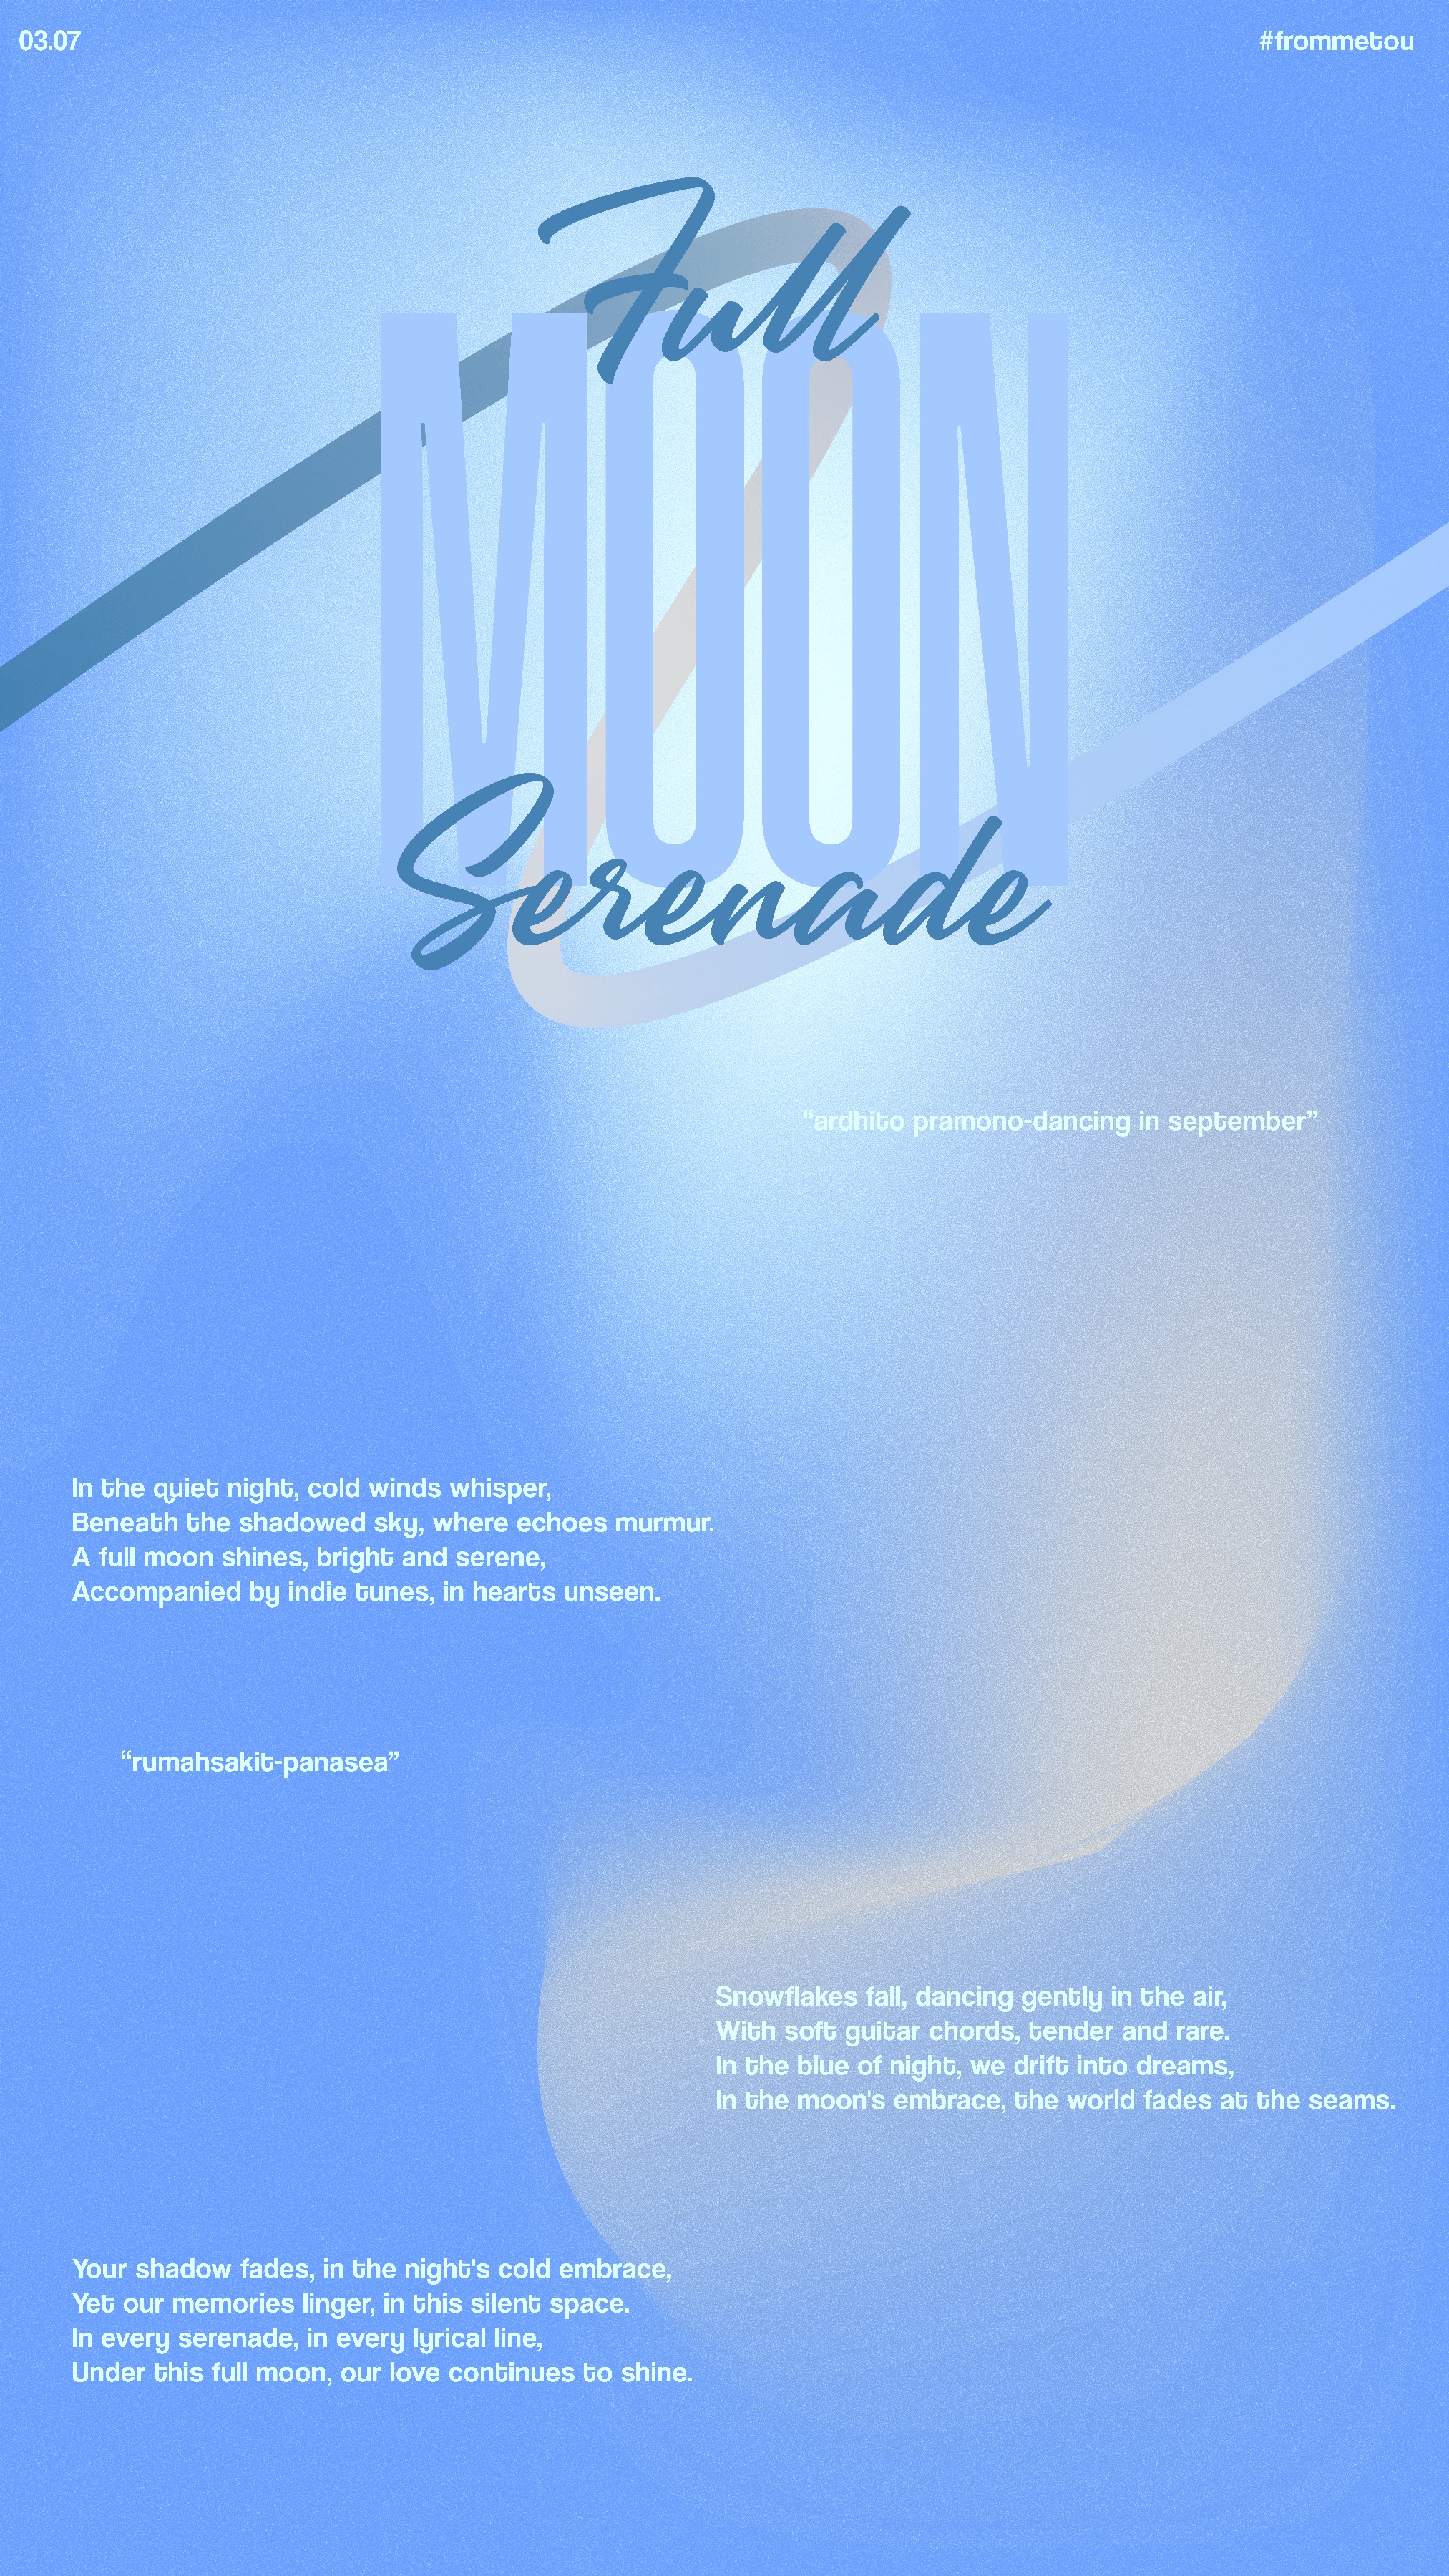 03.07
#frommetou
Full
MOON
Serenade
“ardhito pramono-dancing in september”
In the quiet night, cold winds whisper,
Beneath the shadowed sky, where echoes murmur.
A full moon shines, bright and serene,
Accompanied by indie tunes, in hearts unseen.
“rumahsakit-panasea”
Snowflakes fall, dancing gently in the air,
With soft guitar chords, tender and rare.
In the blue of night, we drift into dreams,
In the moon's embrace, the world fades at the seams.
Your shadow fades, in the night's cold embrace,
Yet our memories linger, in this silent space.
In every serenade, in every lyrical line,
Under this full moon, our love continues to shine.